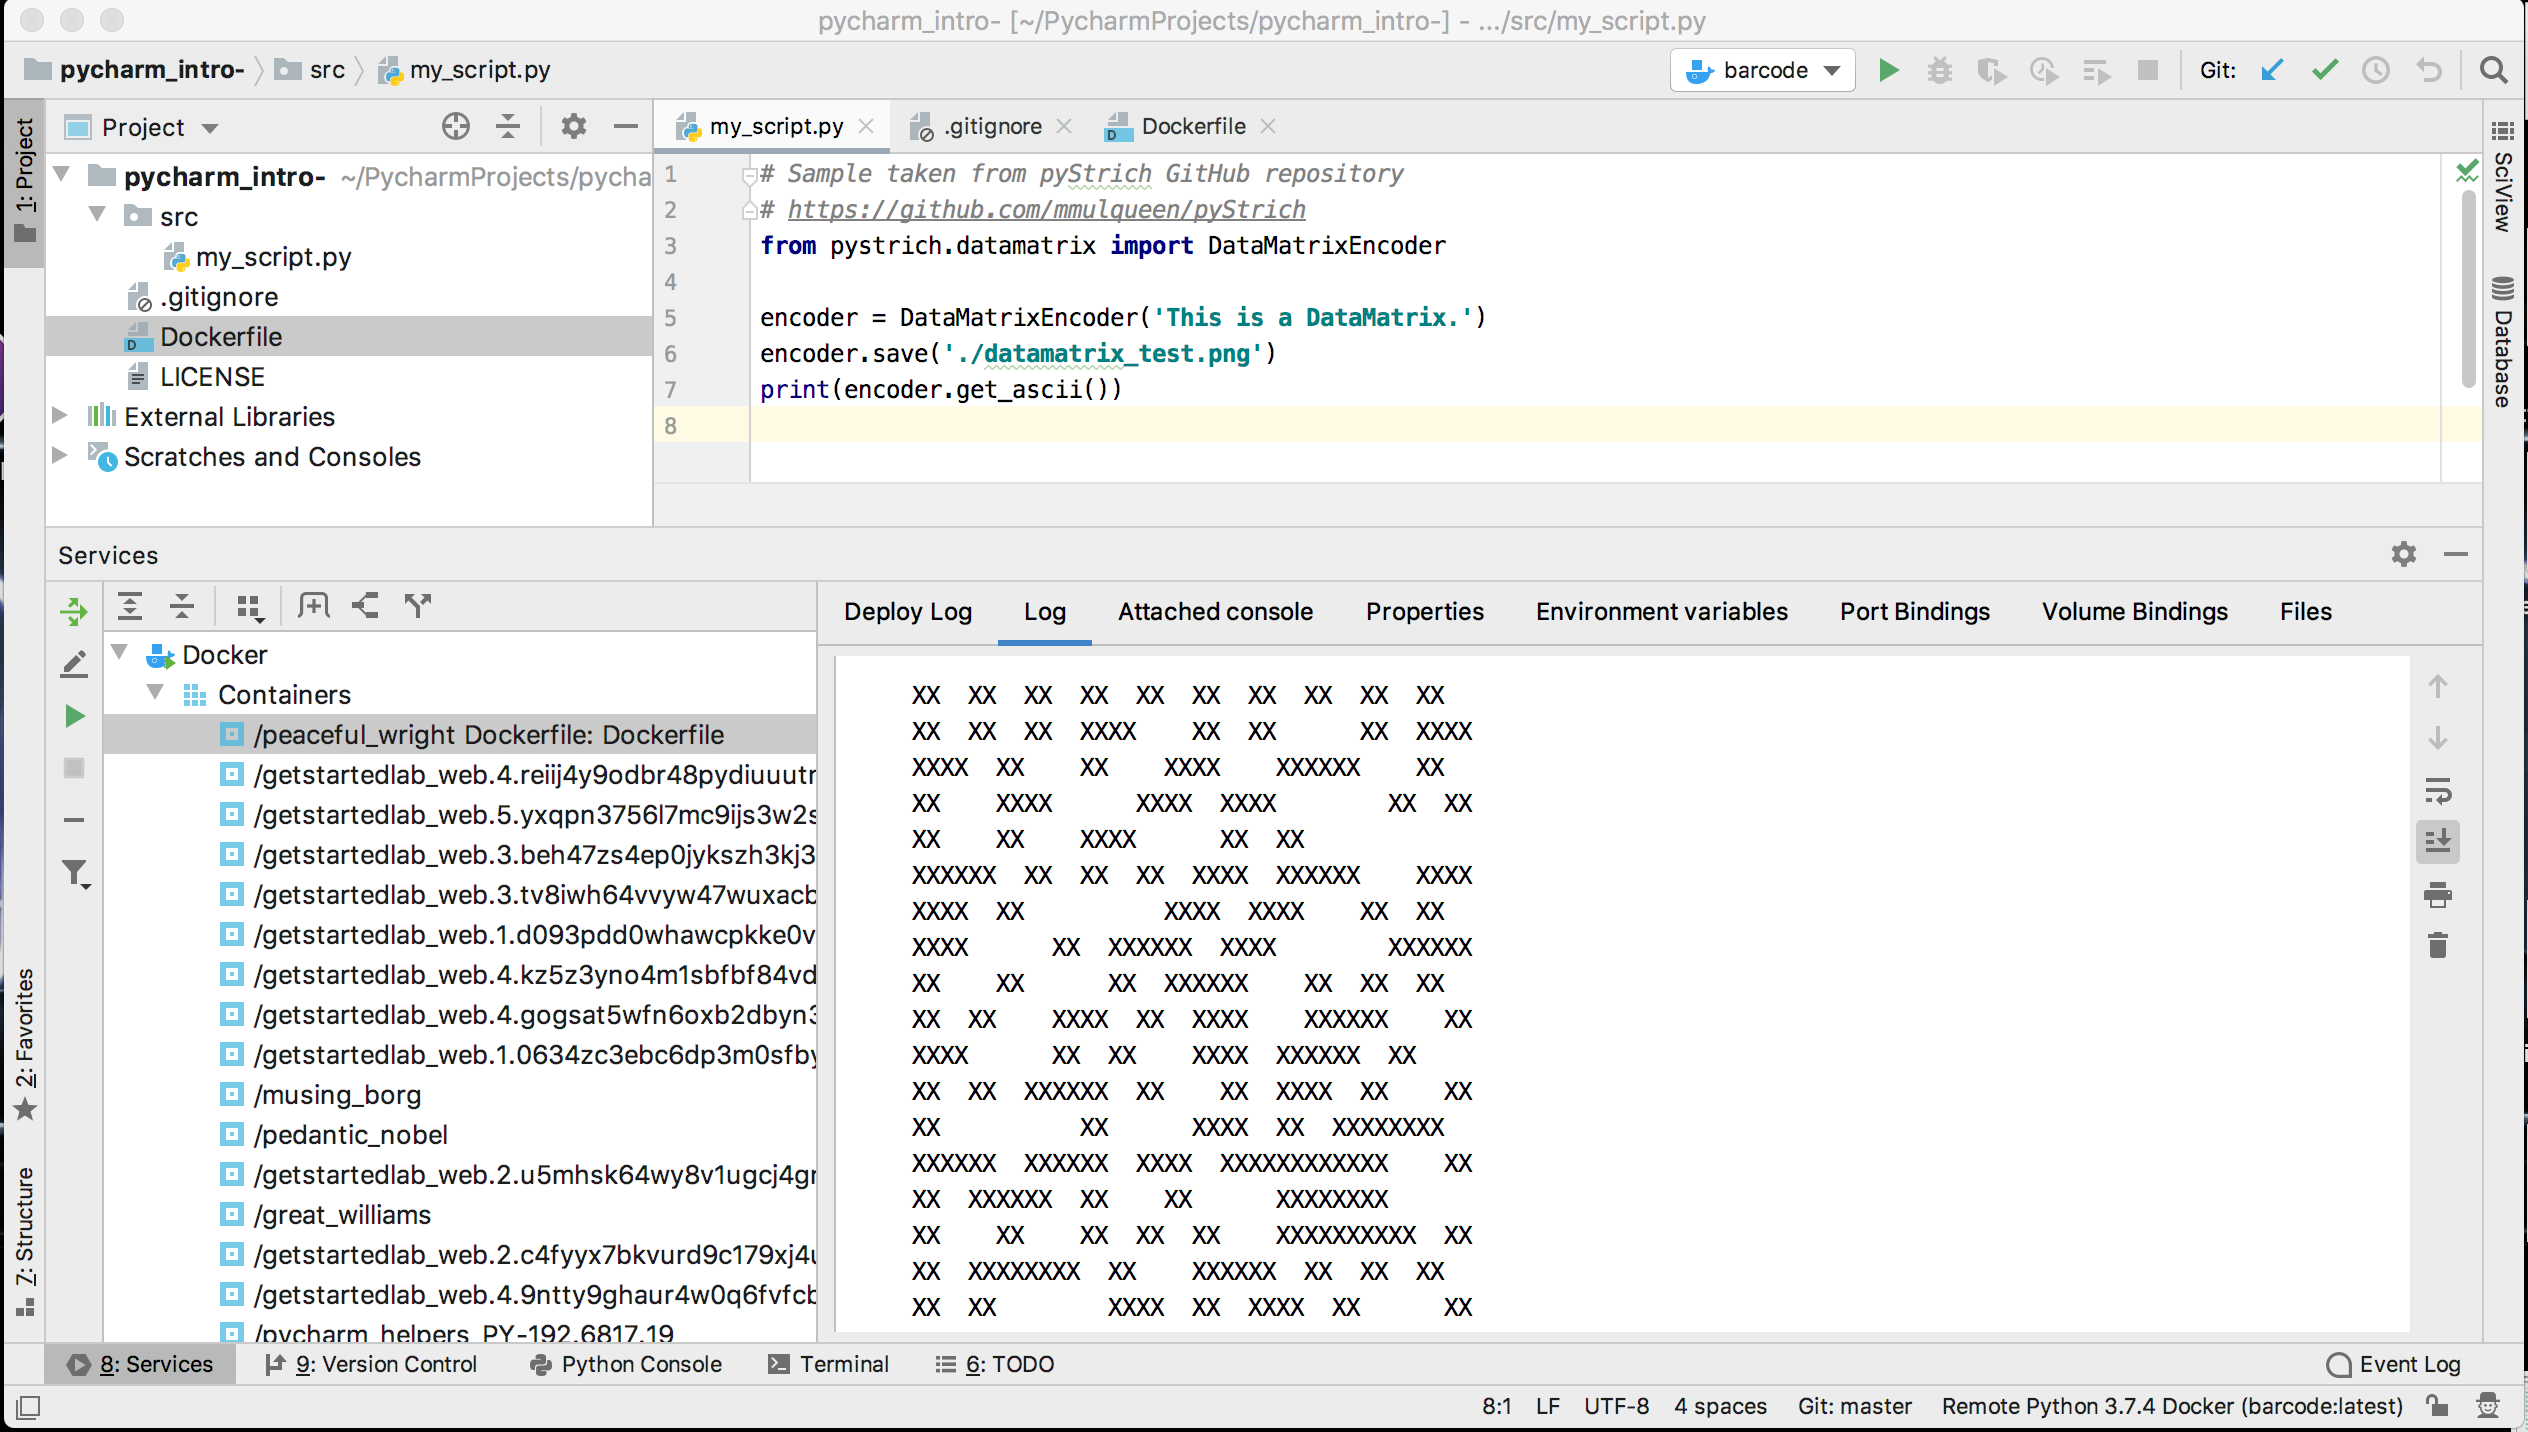 pycharm_intro- [~/PycharmProjects/pycharm_intro-] - .../src/my_script.py
pycharm_intro- src my_script.py barcode Git:
1: Project
Project
pycharm_intro- ~/PycharmProjects/pycha
src
my_script.py
.gitignore
Dockerfile
LICENSE
External Libraries
Scratches and Consoles
my_script.py .gitignore Dockerfile
1 # Sample taken from pyStrich GitHub repository
2 # https://github.com/mmulqueen/pyStrich
3 from pystrich.datamatrix import DataMatrixEncoder
4
5 encoder = DataMatrixEncoder('This is a DataMatrix.')
6 encoder.save('./datamatrix_test.png')
7 print(encoder.get_ascii())
8
SciView
Database
Services
2: Favorites
7: Structure
Docker
Containers
/peaceful_wright Dockerfile: Dockerfile
/getstartedlab_web.4.reiij4y9odbr48pydiuuutr
/getstartedlab_web.5.yxqpn3756l7mc9ijs3w2s
/getstartedlab_web.3.beh47zs4ep0jykszh3kj3
/getstartedlab_web.3.tv8iwh64vvyw47wuxacb
/getstartedlab_web.1.d093pdd0whawcpkke0v
/getstartedlab_web.4.kz5z3yno4m1sbfbf84vd
/getstartedlab_web.4.gogsat5wfn6oxb2dbyn3
/getstartedlab_web.1.0634zc3ebc6dp3m0sfby
/musing_borg
/pedantic_nobel
/getstartedlab_web.2.u5mhsk64wy8v1ugcj4gr
/great_williams
/getstartedlab_web.2.c4fyyx7bkvurd9c179xj4u
/getstartedlab_web.4.9ntty9ghaur4w0q6fvfcb
/pycharm_helpers_PY-192.6817.19
Deploy Log Log Attached console Properties Environment variables Port Bindings Volume Bindings Files
XX  XX  XX  XX  XX  XX  XX  XX  XX  XX
XX  XX  XX  XXXX    XX  XX      XX  XXXX
XXXX  XX    XX    XXXX    XXXXXX    XX
XX    XXXX      XXXX  XXXX        XX  XX
XX    XX    XXXX      XX  XX
XXXXXX  XX  XX  XX  XXXX  XXXXXX    XXXX
XXXX  XX          XXXX  XXXX    XX  XX
XXXX      XX  XXXXXX  XXXX        XXXXXX
XX    XX      XX  XXXXXX    XX  XX  XX
XX  XX    XXXX  XX  XXXX    XXXXXX    XX
XXXX      XX  XX    XXXX  XXXXXX  XX
XX  XX  XXXXXX  XX    XX  XXXX  XX    XX
XX          XX      XXXX  XX  XXXXXXXX
XXXXXX  XXXXXX  XXXX  XXXXXXXXXXXX    XX
XX  XXXXXX  XX    XX      XXXXXXXX
XX    XX    XX  XX  XX    XXXXXXXXXX  XX
XX  XXXXXXXX  XX    XXXXXX  XX  XX  XX
XX  XX        XXXX  XX  XXXX  XX      XX
8: Services 9: Version Control Python Console Terminal 6: TODO Event Log
8:1 LF UTF-8 4 spaces Git: master Remote Python 3.7.4 Docker (barcode:latest)